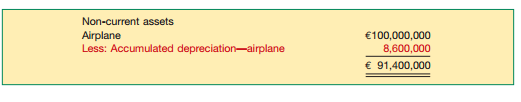 Non-current assets
Airplane €100,000,000
Less: Accumulated depreciation—airplane 8,600,000
€ 91,400,000